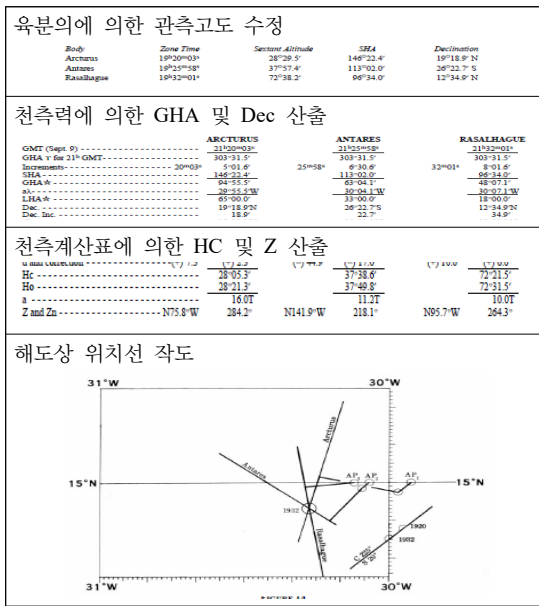 육분의에 의한 관측고도 수정
Body Zone Time Sextant Altitude SHA Declination
Arcturus 19ʰ20ᵐ03ˢ 28°29.5′ 146°22.4′ 19°18.9′ N
Antares 19ʰ25ᵐ58ˢ 37°57.4′ 113°02.0′ 26°22.7′ S
Rasalhague 19ʰ32ᵐ01ˢ 72°38.2′ 96°34.0′ 12°34.9′ N
천측력에 의한 GHA 및 Dec 산출
ARCTURUS ANTARES RASALHAGUE
GMT (Sept. 9) 21ʰ20ᵐ03ˢ 21ʰ25ᵐ58ˢ 21ʰ32ᵐ01ˢ
GHA ♈ for 21ʰ GMT 303-31.5′ 303-31.5′ 303-31.5′
Increments 20ᵐ03ˢ 5-01.6′ 25ᵐ58ˢ 6-30.6′ 32ᵐ01ˢ 8-01.6′
SHA 146-22.4′ 113-02.0′ 96-34.0′
GHA☆ 94-55.5′ 63-04.1′ 48-07.1′
aλ 29-55.5′W 30-04.1′W 30-07.1′W
LHA☆ 65-00.0′ 33-00.0′ 18-00.0′
Dec. 19-18.9′N 26-22.7′S 12-34.9′N
Dec. Inc. 18.9′ 22.7′ 34.9′
천측계산표에 의한 HC 및 Z 산출
Hc 28°05.3′ 37°38.6′ 72°21.5′
Ho 28°21.3′ 37°49.8′ 72°31.5′
a 16.0T 11.2T 10.0T
Z and Zn N75.8°W 284.2° N141.9°W 218.1° N95.7°W 264.3°
해도상 위치선 작도
31°W 30°W
Arcturus
Antares
AP AP AP
15°N 15°N
1932
1920
1932
Rasalhague
31°W 30°W